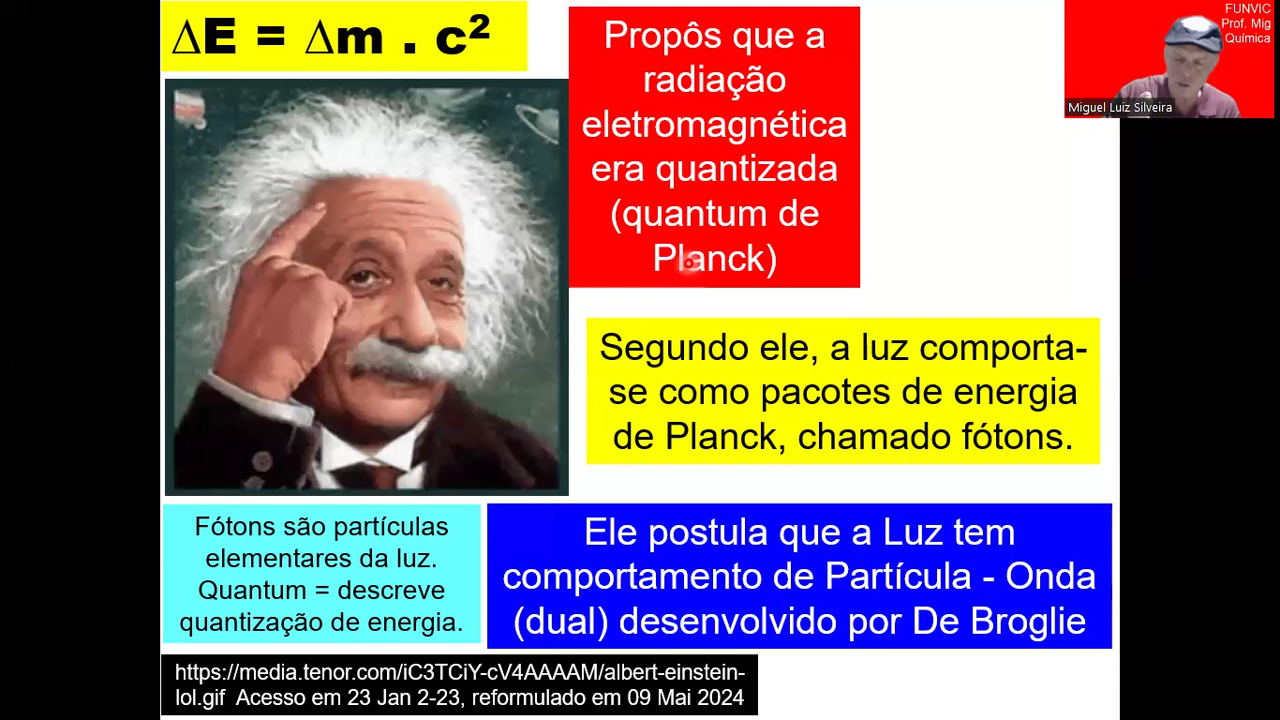 ∆E = ∆m . c²
Propôs que a
radiação
eletromagnética
era quantizada
(quantum de
Planck)
FUNVIC
Prof. Mig
Química
Miguel Luiz Silveira
Segundo ele, a luz comporta-
se como pacotes de energia
de Planck, chamado fótons.
Fótons são partículas
elementares da luz.
Quantum = descreve
quantização de energia.
Ele postula que a Luz tem
comportamento de Partícula - Onda
(dual) desenvolvido por De Broglie
https://media.tenor.com/iC3TCiY-cV4AAAAM/albert-einstein-
lol.gif Acesso em 23 Jan 2-23, reformulado em 09 Mai 2024